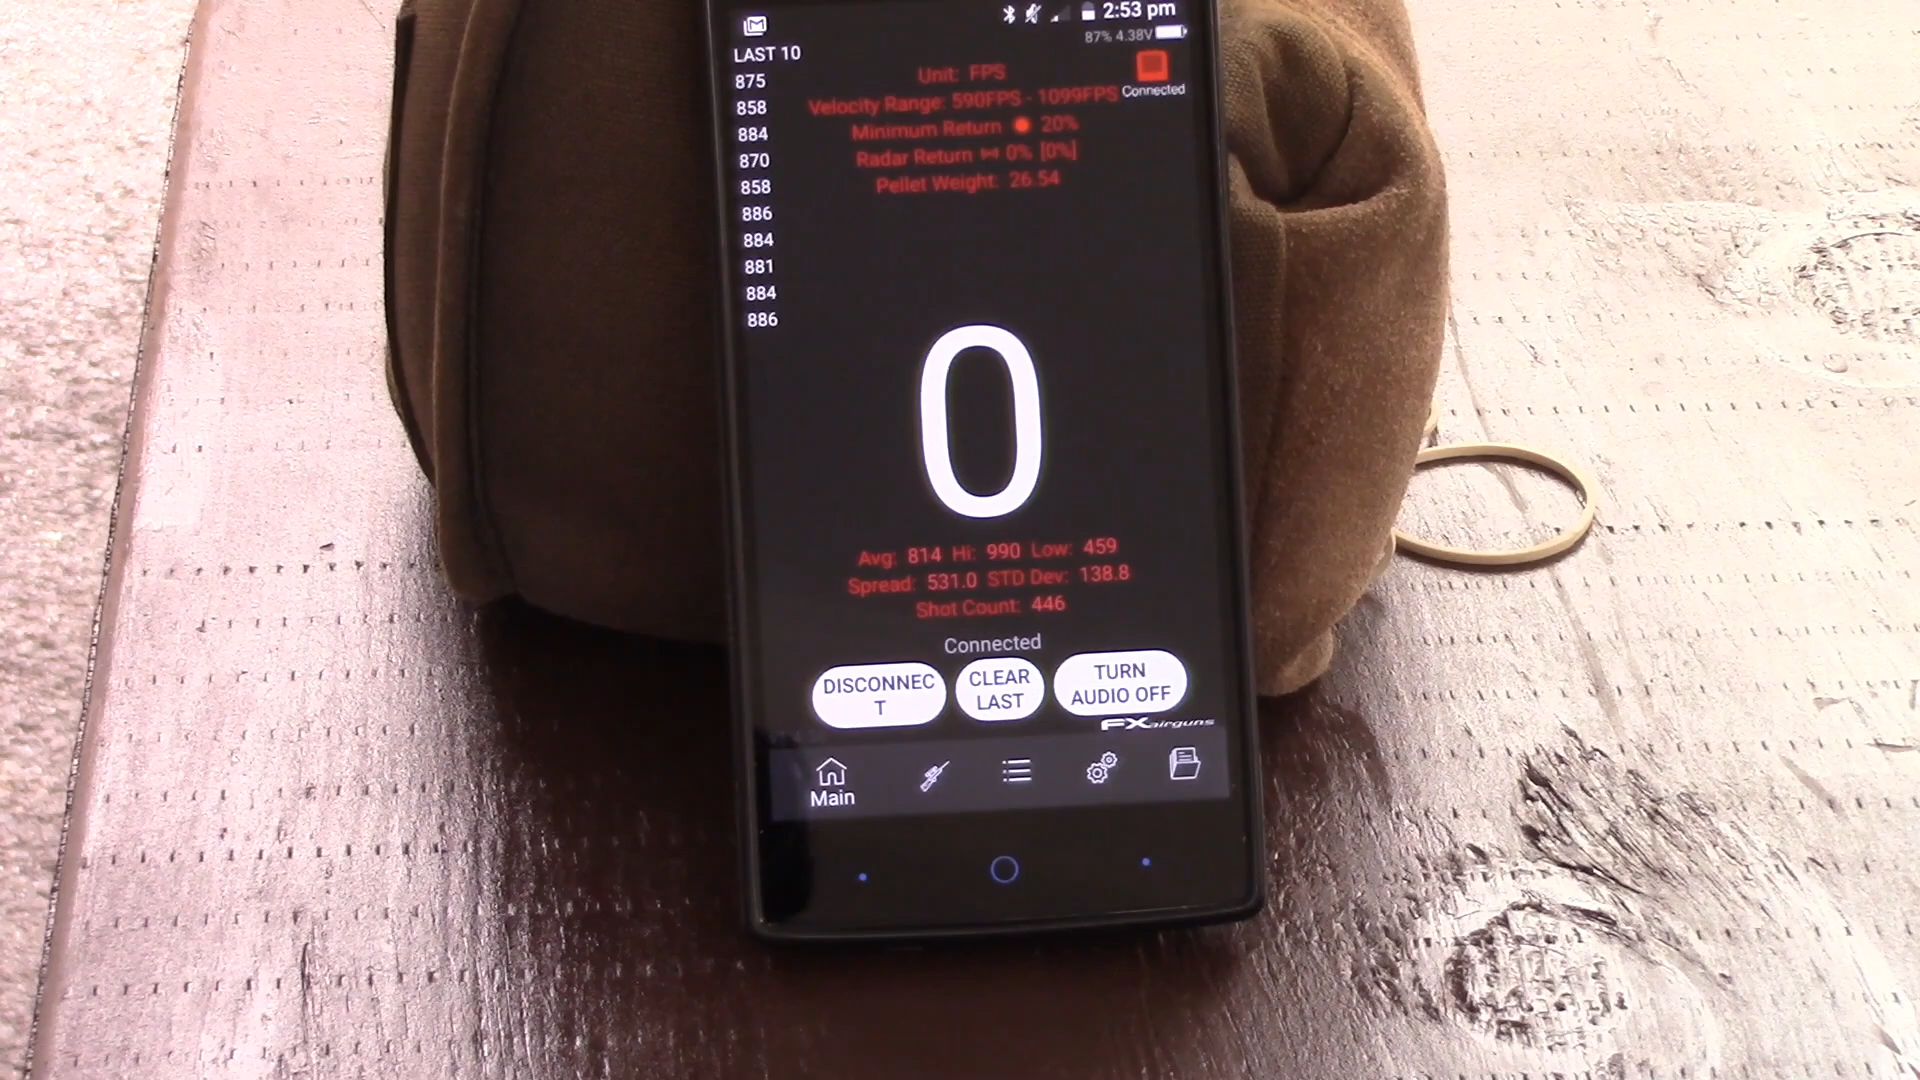 2:53 pm
87% 4.38V
LAST 10
875
858
884
870
858
886
884
881
884
886
Unit: FPS
Velocity Range: 590FPS - 1099FPS
Minimum Return 20%
Radar Return 0% [0%]
Pellet Weight: 26.54
Connected
0
Avg: 814 Hi: 990 Low: 459
Spread: 531.0 STD Dev: 138.8
Shot Count: 446
Connected
DISCONNEC
T
CLEAR
LAST
TURN
AUDIO OFF
FXairguns
Main